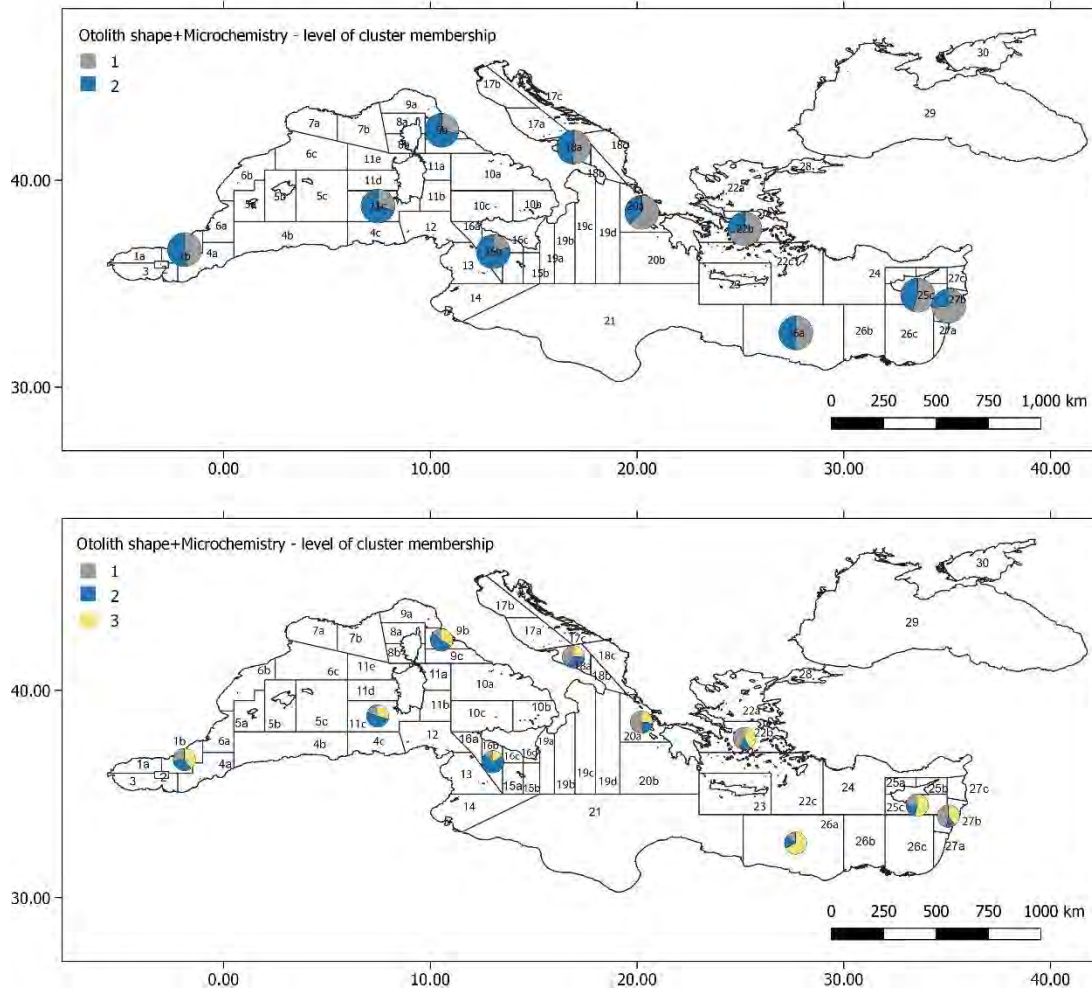 Otolith shape+Microchemistry - level of cluster membership
1
2
30
17b
17c
9a
29
8a
7a
7b
17a
9b
18a
18c
6c
11e
28
18b
40.00
11a
10a
22a
6b
11d
5b
5c
11b
10c
10b
20a
11c
16a
22b
1b
6a
12
16c
19c
1a
4b
4c
19b
19d
4a
3
2
13
19a
20b
22c
24
27c
15b
23
25c
27b
14
21
26a
26b
26c
27a
30.00
0 250 500 750 1,000 km
0.00 10.00 20.00 30.00 40.00
Otolith shape+Microchemistry - level of cluster membership
1
2
3
30
17b
9a
29
7a
7b
8a
17a
9b
17c
8b
9c
18c
18a
18b
6b
6c
11e
28
40.00
11a
10a
11d
22a
5a
5b
5c
11b
10c
10b
11c
20a
22b
1b
6a
12
16a
19a
4b
4c
16b
16c
16d
1a
4a
3
2
13
19c
15a
15b
19b
19d
20b
24
25a
25b
27c
23
22c
25c
14
21
26a
27b
26b
26c
27a
30.00
0 250 500 750 1000 km
0.00 10.00 20.00 30.00 40.00